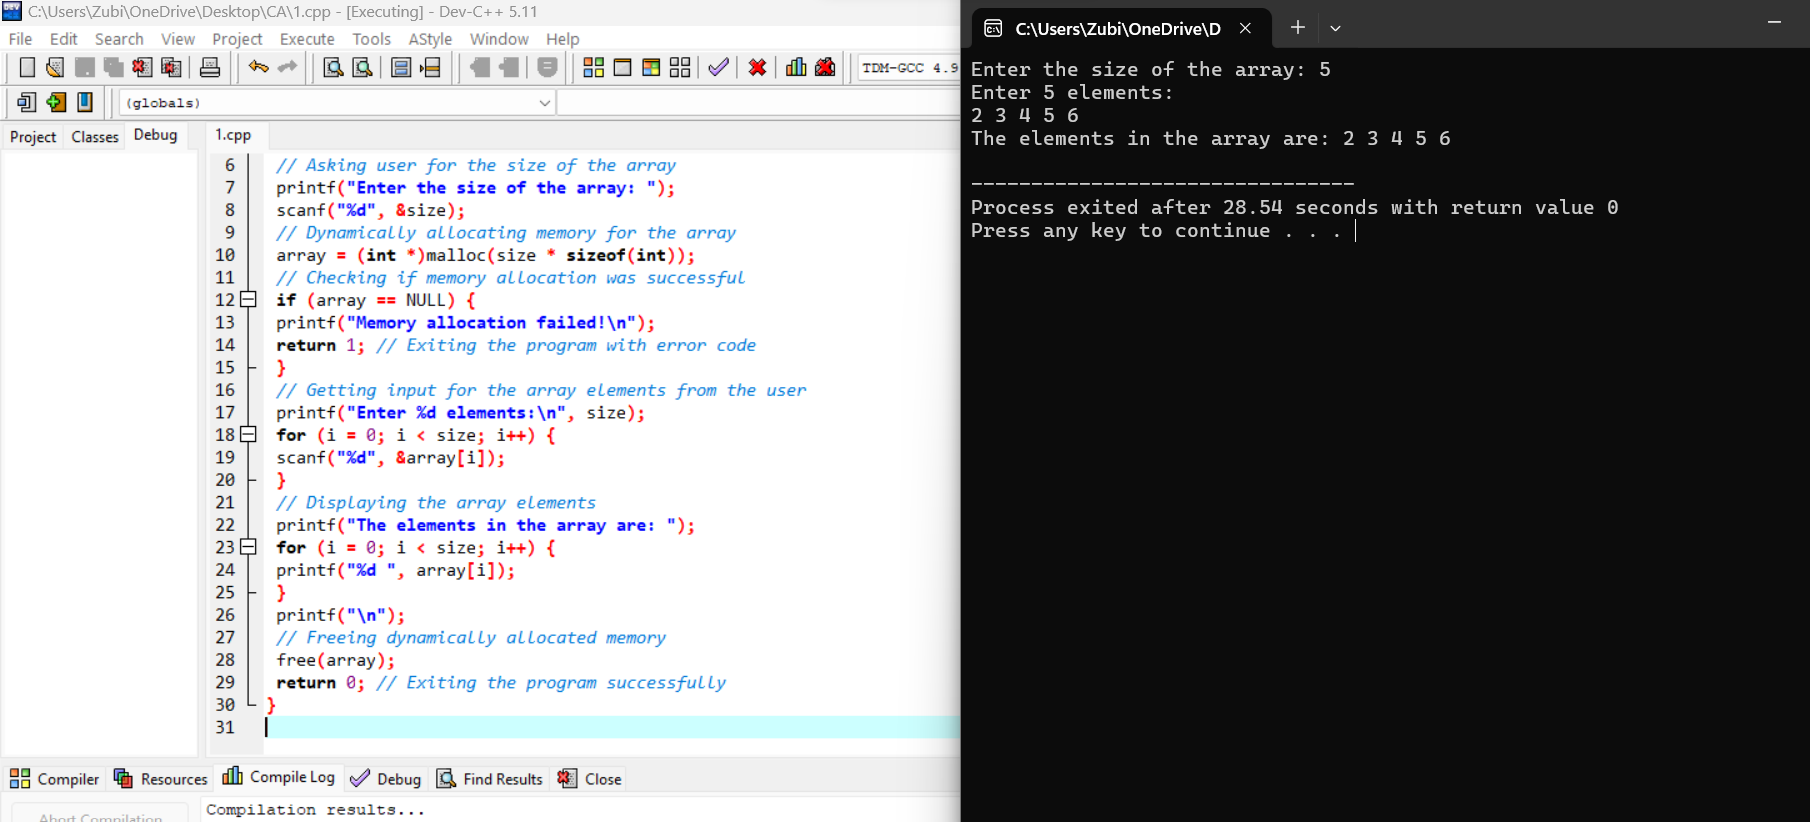 C:\Users\Zubi\OneDrive\Desktop\CA\1.cpp - [Executing] - Dev-C++ 5.11
File Edit Search View Project Execute Tools AStyle Window Help
TDM-GCC 4.9
(globals)
Project Classes Debug
1.cpp
6 // Asking user for the size of the array
7 printf("Enter the size of the array: ");
8 scanf("%d", &size);
9 // Dynamically allocating memory for the array
10 array = (int *)malloc(size * sizeof(int));
11 // Checking if memory allocation was successful
12 if (array == NULL) {
13 printf("Memory allocation failed!\n");
14 return 1; // Exiting the program with error code
15 }
16 // Getting input for the array elements from the user
17 printf("Enter %d elements:\n", size);
18 for (i = 0; i < size; i++) {
19 scanf("%d", &array[i]);
20 }
21 // Displaying the array elements
22 printf("The elements in the array are: ");
23 for (i = 0; i < size; i++) {
24 printf("%d ", array[i]);
25 }
26 printf("\n");
27 // Freeing dynamically allocated memory
28 free(array);
29 return 0; // Exiting the program successfully
30 }
31
Compiler Resources Compile Log Debug Find Results Close
Abort Compilation
Compilation results...
C:\Users\Zubi\OneDrive\D
Enter the size of the array: 5
Enter 5 elements:
2 3 4 5 6
The elements in the array are: 2 3 4 5 6
--------------------------------
Process exited after 28.54 seconds with return value 0
Press any key to continue . . .